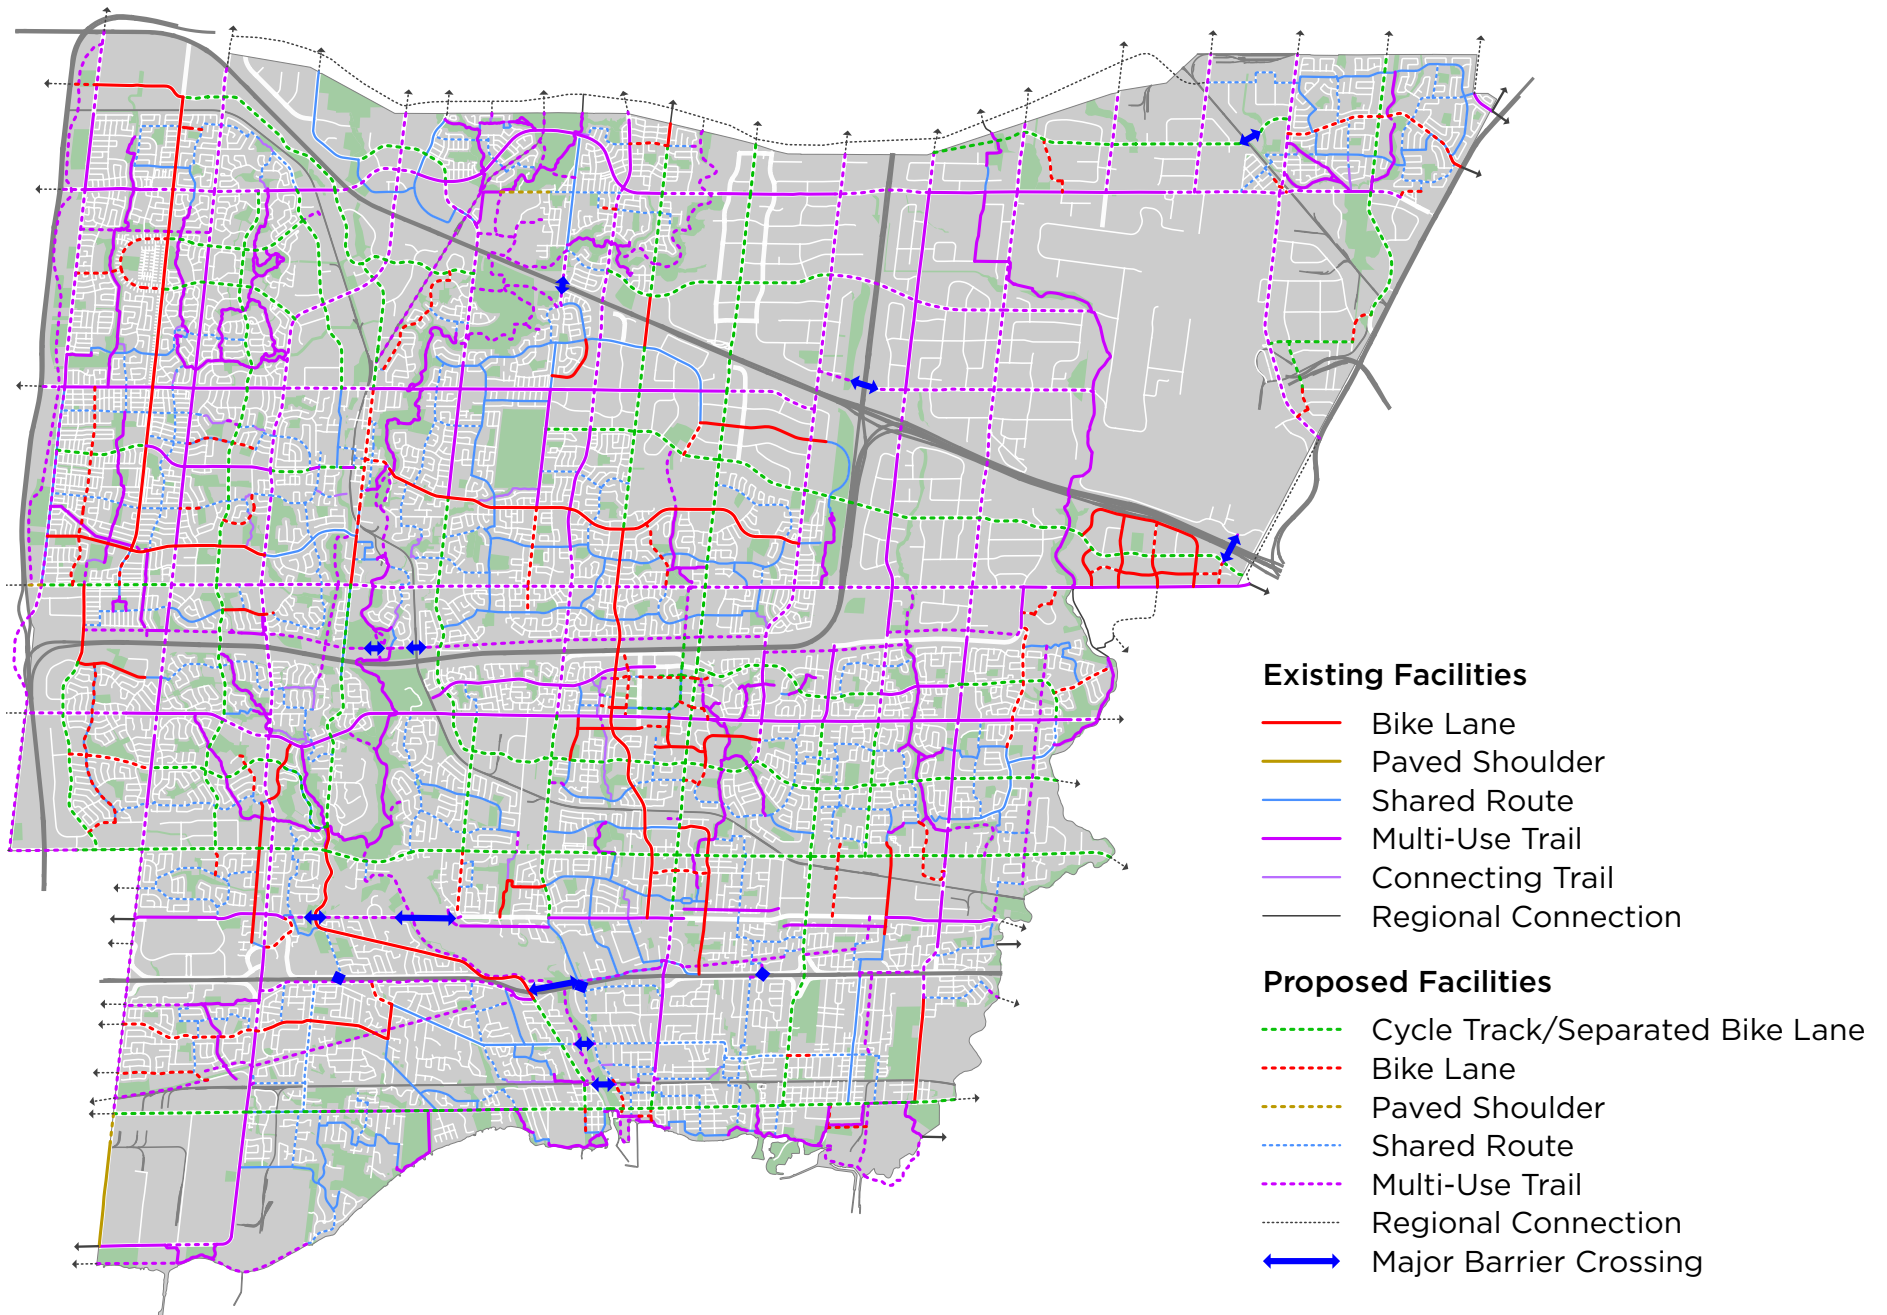 Existing Facilities
Bike Lane
Paved Shoulder
Shared Route
Multi-Use Trail
Connecting Trail
Regional Connection
Proposed Facilities
Cycle Track/Separated Bike Lane
Bike Lane
Paved Shoulder
Shared Route
Multi-Use Trail
Regional Connection
Major Barrier Crossing